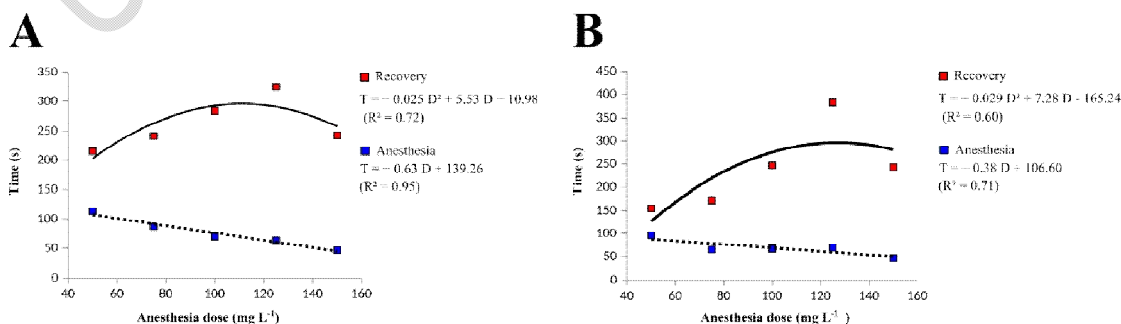 A
350
300
250
200
150
100
50
0
Time (s)
40 60 80 100 120 140 160
Anesthesia dose (mg L⁻¹)
Recovery
T = − 0.025 D² + 5.53 D − 10.98
(R² = 0.72)
Anesthesia
T = − 0.63 D + 139.26
(R² = 0.95)
B
450
400
350
300
250
200
150
100
50
0
Time (s)
40 60 80 100 120 140 160
Anesthesia dose (mg L⁻¹ )
Recovery
T = − 0.029 D² + 7.28 D - 165.24
(R² = 0.60)
Anesthesia
T = − 0.38 D + 106.60
(R² = 0.71)